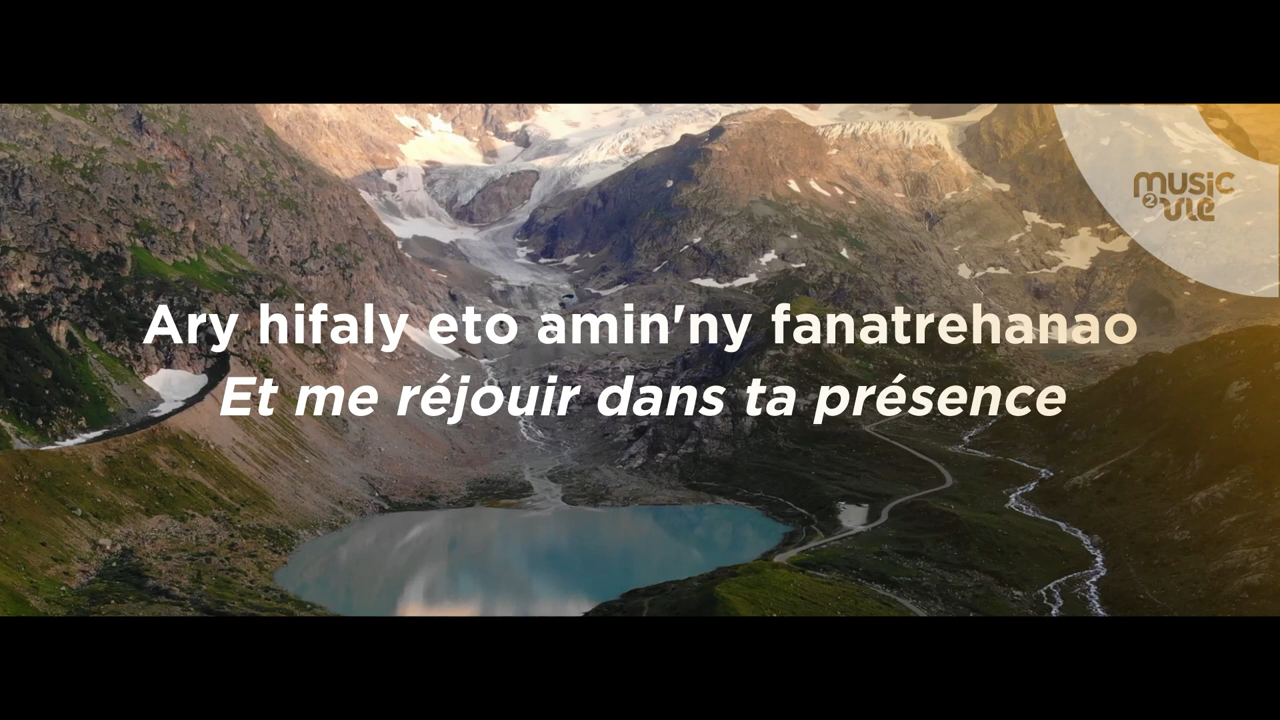 music
2 vie
Ary hifaly eto amin'ny fanatrehanao
Et me réjouir dans ta présence